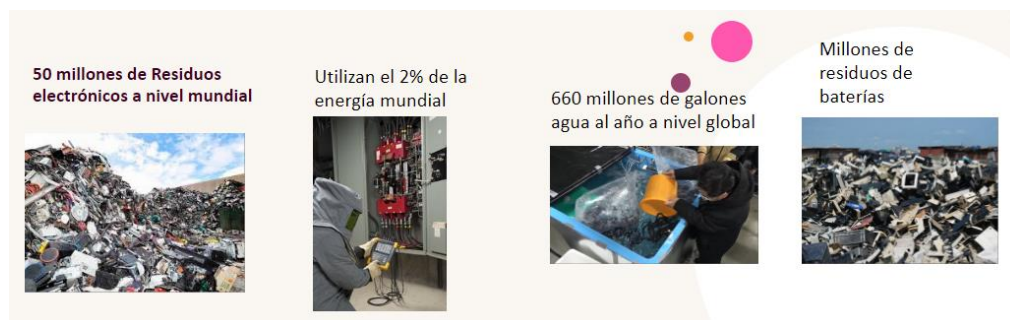 50 millones de Residuos
electrónicos a nivel mundial
Utilizan el 2% de la
energía mundial
660 millones de galones
agua al año a nivel global
Millones de
residuos de
baterías